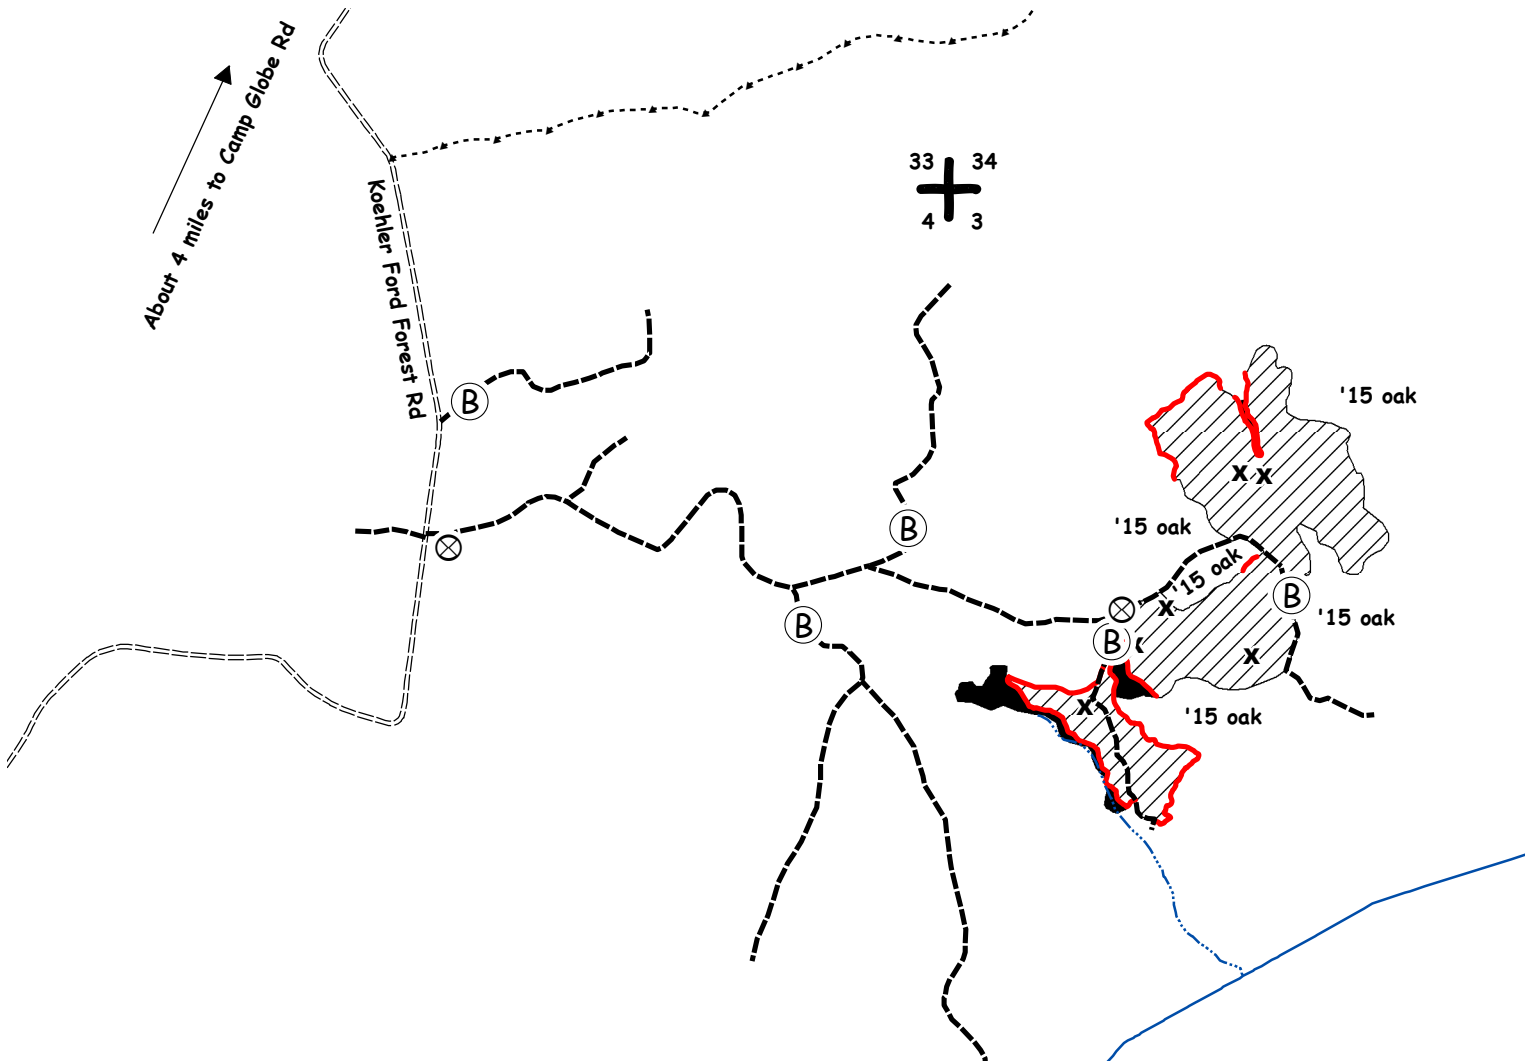 About 4 miles to Camp Globe Rd
33 34
4 3
Koehler Ford Forest Rd
B
'15 oak
x x
'15 oak
B
'15 oak
B
x
'15 oak
B
B
x
x
'15 oak